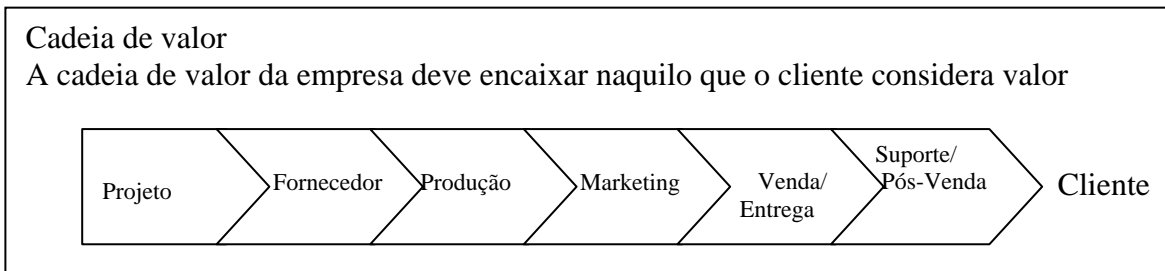 Cadeia de valor
A cadeia de valor da empresa deve encaixar naquilo que o cliente considera valor
Projeto
Fornecedor
Produção
Marketing
Venda/
Entrega
Suporte/
Pós-Venda
Cliente